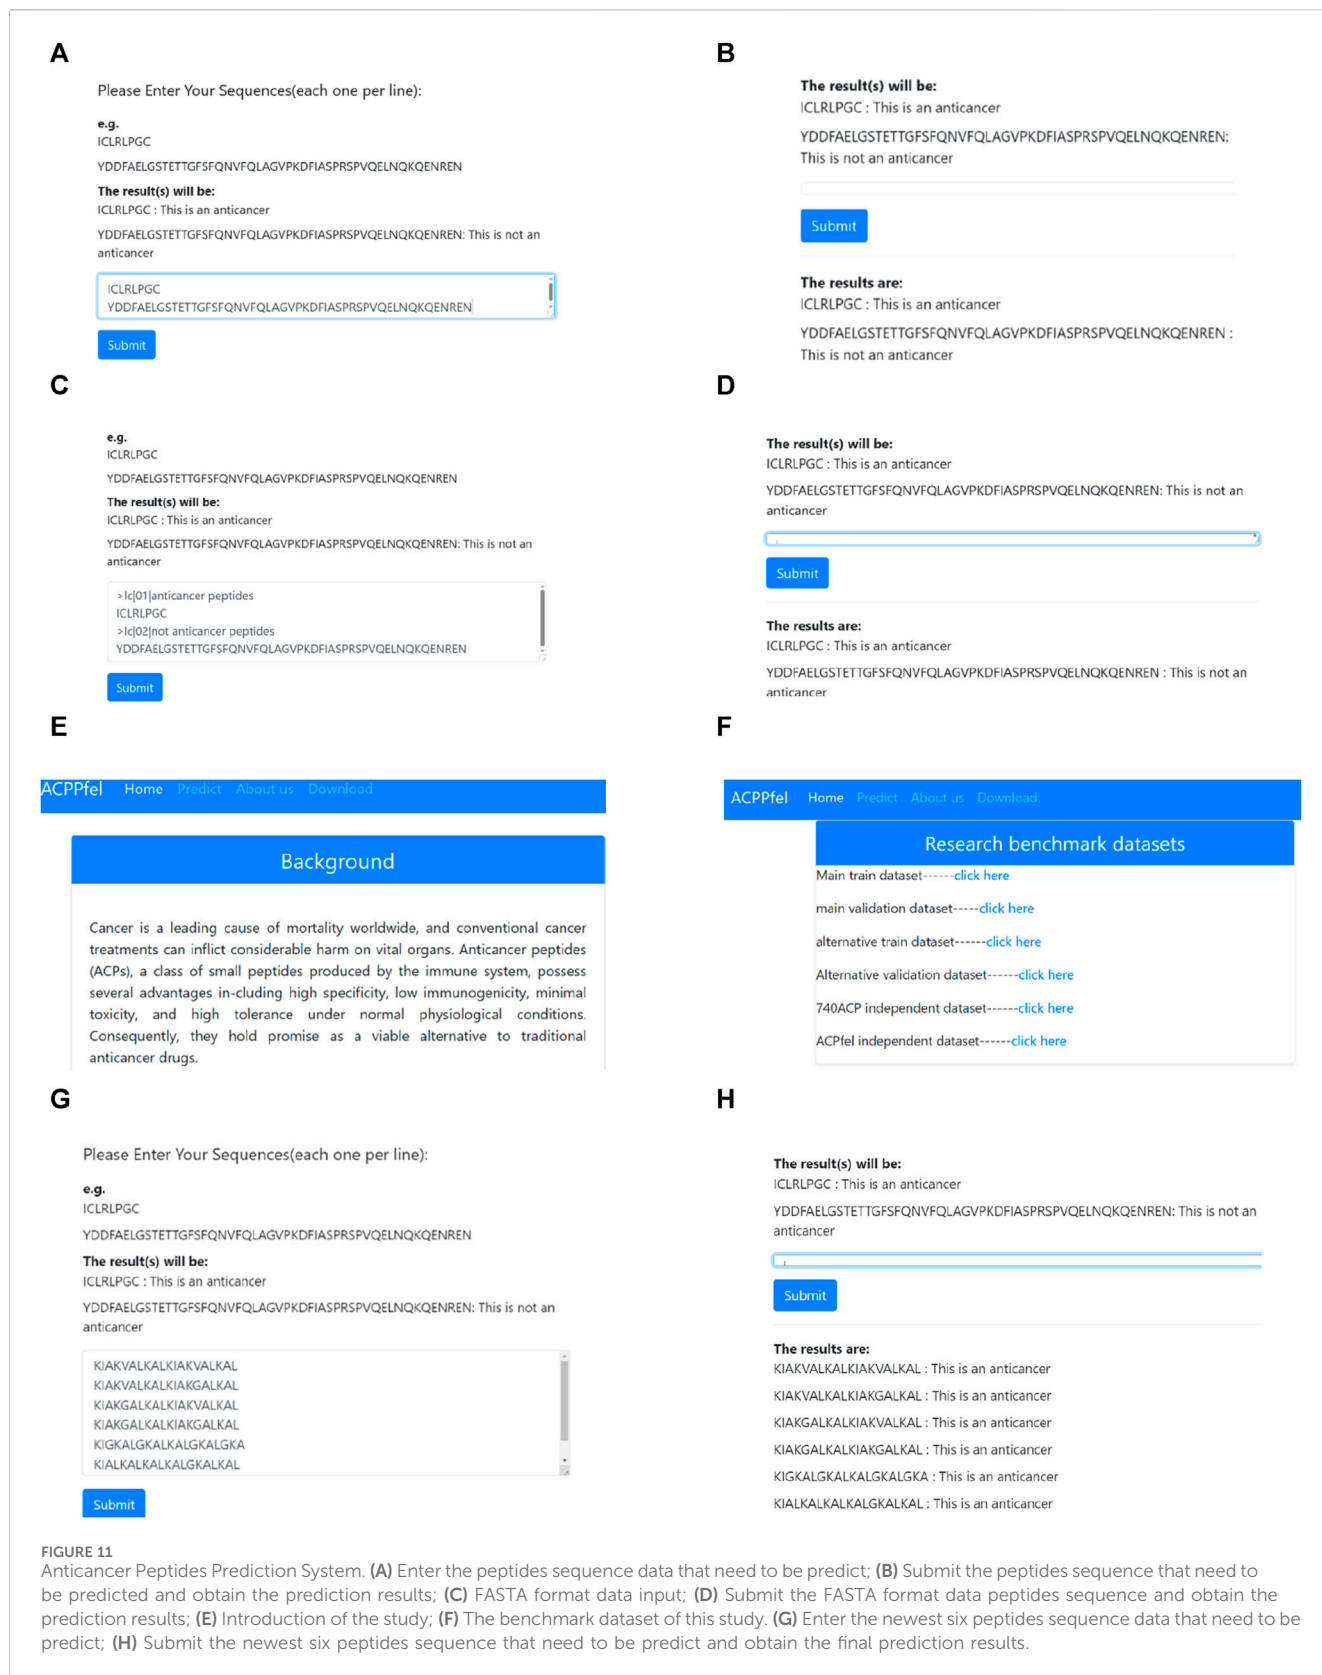 A
Please Enter Your Sequences(each one per line):
e.g.
ICLRLPGC
YDDFAELGSTETTGFSFQNVFQLAGVPKDFIASPRSPVQELNQKQENREN
The result(s) will be:
ICLRLPGC : This is an anticancer
YDDFAELGSTETTGFSFQNVFQLAGVPKDFIASPRSPVQELNQKQENREN: This is not an
anticancer
ICLRLPGC
YDDFAELGSTETTGFSFQNVFQLAGVPKDFIASPRSPVQELNQKQENREN
Submit
B
The result(s) will be:
ICLRLPGC : This is an anticancer
YDDFAELGSTETTGFSFQNVFQLAGVPKDFIASPRSPVQELNQKQENREN:
This is not an anticancer
Submit
The results are:
ICLRLPGC : This is an anticancer
YDDFAELGSTETTGFSFQNVFQLAGVPKDFIASPRSPVQELNQKQENREN :
This is not an anticancer
C
e.g.
ICLRLPGC
YDDFAELGSTETTGFSFQNVFQLAGVPKDFIASPRSPVQELNQKQENREN
The result(s) will be:
ICLRLPGC : This is an anticancer
YDDFAELGSTETTGFSFQNVFQLAGVPKDFIASPRSPVQELNQKQENREN: This is not an
anticancer
>lc|01|anticancer peptides
ICLRLPGC
>lc|02|not anticancer peptides
YDDFAELGSTETTGFSFQNVFQLAGVPKDFIASPRSPVQELNQKQENREN
Submit
D
The result(s) will be:
ICLRLPGC : This is an anticancer
YDDFAELGSTETTGFSFQNVFQLAGVPKDFIASPRSPVQELNQKQENREN: This is not an
anticancer
Submit
The results are:
ICLRLPGC : This is an anticancer
YDDFAELGSTETTGFSFQNVFQLAGVPKDFIASPRSPVQELNQKQENREN : This is not an
anticancer
E
ACPPfel Home Predict About us Download
Background
Cancer is a leading cause of mortality worldwide, and conventional cancer
treatments can inflict considerable harm on vital organs. Anticancer peptides
(ACPs), a class of small peptides produced by the immune system, possess
several advantages in-cluding high specificity, low immunogenicity, minimal
toxicity, and high tolerance under normal physiological conditions.
Consequently, they hold promise as a viable alternative to traditional
anticancer drugs.
F
ACPPfel Home Predict About us Download
Research benchmark datasets
Main train dataset------click here
main validation dataset-----click here
alternative train dataset------click here
Alternative validation dataset------click here
740ACP independent dataset------click here
ACPfel independent dataset------click here
G
Please Enter Your Sequences(each one per line):
e.g.
ICLRLPGC
YDDFAELGSTETTGFSFQNVFQLAGVPKDFIASPRSPVQELNQKQENREN
The result(s) will be:
ICLRLPGC : This is an anticancer
YDDFAELGSTETTGFSFQNVFQLAGVPKDFIASPRSPVQELNQKQENREN: This is not an
anticancer
KIAKVALKALKIAKVALKAL
KIAKVALKALKIAKGALKAL
KIAKGALKALKIAKVALKAL
KIAKGALKALKIAKGALKAL
KIGKALGKALKALGKALGKA
KIALKALKALKALGKALKAL
Submit
H
The result(s) will be:
ICLRLPGC : This is an anticancer
YDDFAELGSTETTGFSFQNVFQLAGVPKDFIASPRSPVQELNQKQENREN: This is not an
anticancer
Submit
The results are:
KIAKVALKALKIAKVALKAL : This is an anticancer
KIAKVALKALKIAKGALKAL : This is an anticancer
KIAKGALKALKIAKVALKAL : This is an anticancer
KIAKGALKALKIAKGALKAL : This is an anticancer
KIGKALGKALKALGKALGKA : This is an anticancer
KIALKALKALKALGKALKAL : This is an anticancer
FIGURE 11
Anticancer Peptides Prediction System. (A) Enter the peptides sequence data that need to be predict; (B) Submit the peptides sequence that need to
be predicted and obtain the prediction results; (C) FASTA format data input; (D) Submit the FASTA format data peptides sequence and obtain the
prediction results; (E) Introduction of the study; (F) The benchmark dataset of this study. (G) Enter the newest six peptides sequence data that need to be
predict; (H) Submit the newest six peptides sequence that need to be predict and obtain the final prediction results.